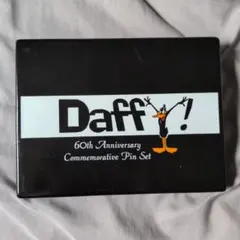 Daffy!
60th Anniversary
Commemorative Pin Set